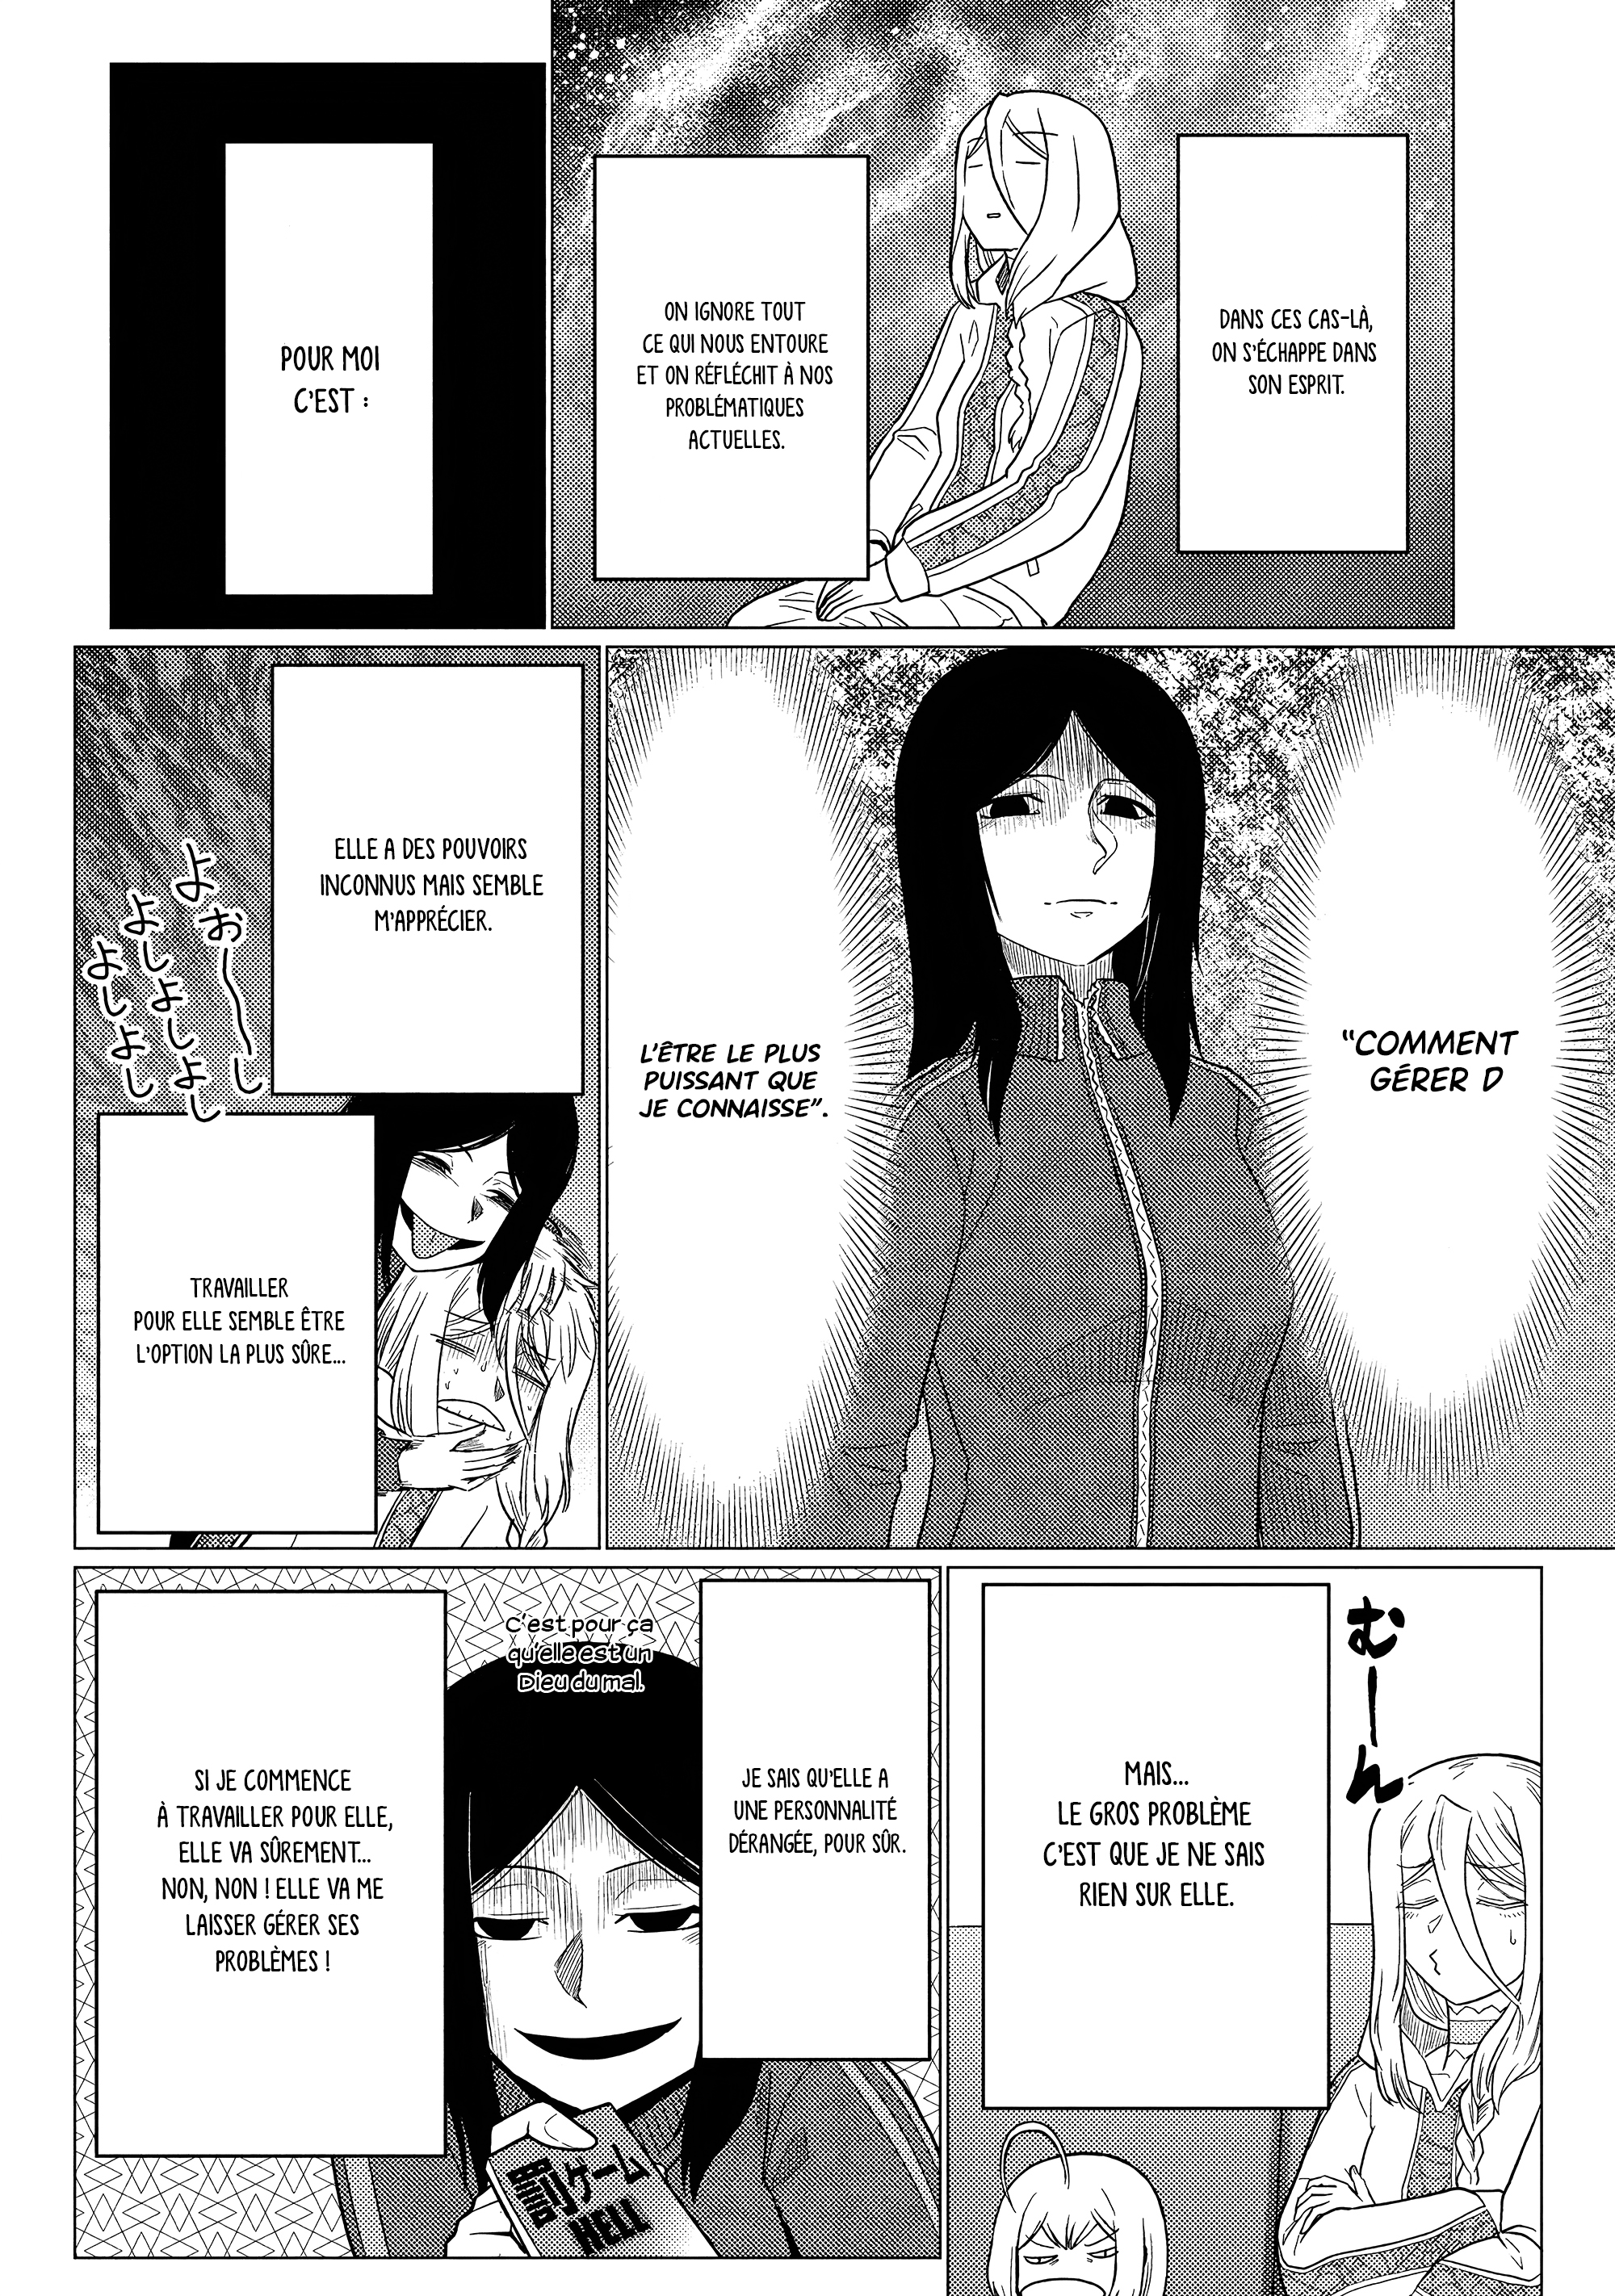 DANS CES CAS-LÀ,
ON S'ÉCHAPPE DANS
SON ESPRIT.
ON IGNORE TOUT
CE QUI NOUS ENTOURE
ET ON RÉFLÉCHIT À NOS
PROBLÉMATIQUES
ACTUELLES.
POUR MOI
C'EST :
"COMMENT
GÉRER D
L'ÊTRE LE PLUS
PUISSANT QUE
JE CONNAISSE".
ELLE A DES POUVOIRS
INCONNUS MAIS SEMBLE
M'APPRÉCIER.
よお〜し
よしよしよし
よしよし
TRAVAILLER
POUR ELLE SEMBLE ÊTRE
L'OPTION LA PLUS SÛRE...
むーん
MAIS...
LE GROS PROBLÈME
C'EST QUE JE NE SAIS
RIEN SUR ELLE.
JE SAIS QU'ELLE A
UNE PERSONNALITÉ
DÉRANGÉE, POUR SÛR.
C'est pour ça
qu'elle est un
Dieu du mal.
SI JE COMMENCE
À TRAVAILLER POUR ELLE,
ELLE VA SÛREMENT...
NON, NON ! ELLE VA ME
LAISSER GÉRER SES
PROBLÈMES !
罰ゲーム
HELL